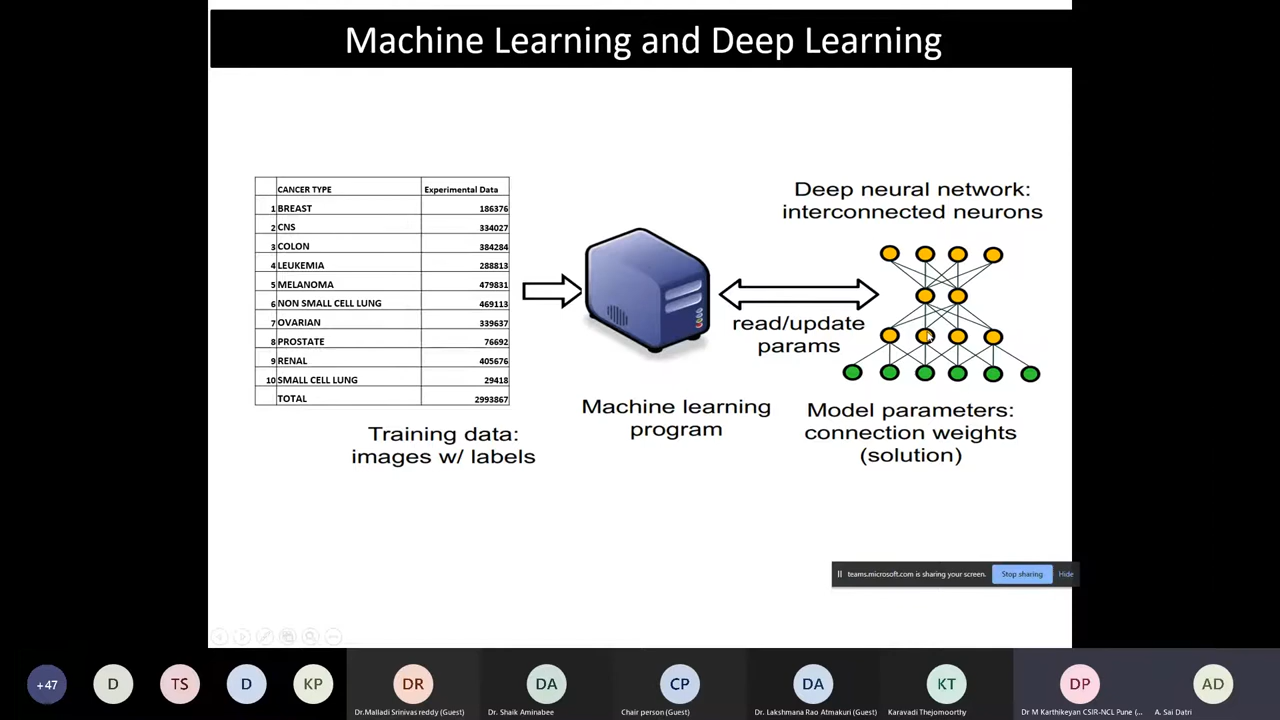 Machine Learning and Deep Learning
CANCER TYPE Experimental Data
1 BREAST 186376
2 CNS 334027
3 COLON 384284
4 LEUKEMIA 288813
5 MELANOMA 479831
6 NON SMALL CELL LUNG 469113
7 OVARIAN 339637
8 PROSTATE 76692
9 RENAL 405676
10 SMALL CELL LUNG 29418
TOTAL 2993867
Training data:
images w/ labels
Machine learning
program
read/update
params
Deep neural network:
interconnected neurons
Model parameters:
connection weights
(solution)
teams.microsoft.com is sharing your screen. Stop sharing Hide
+47 D TS D KP DR DA CP DA KT DP AD
Dr.Malladi Srinivas reddy (Guest) Dr. Shaik Aminabee Chair person (Guest) Dr. Lakshmana Rao Atmakuri (Guest) Karavadi Thejomoorthy Dr M Karthikeyan CSIR-NCL Pune (... A. Sai Datri